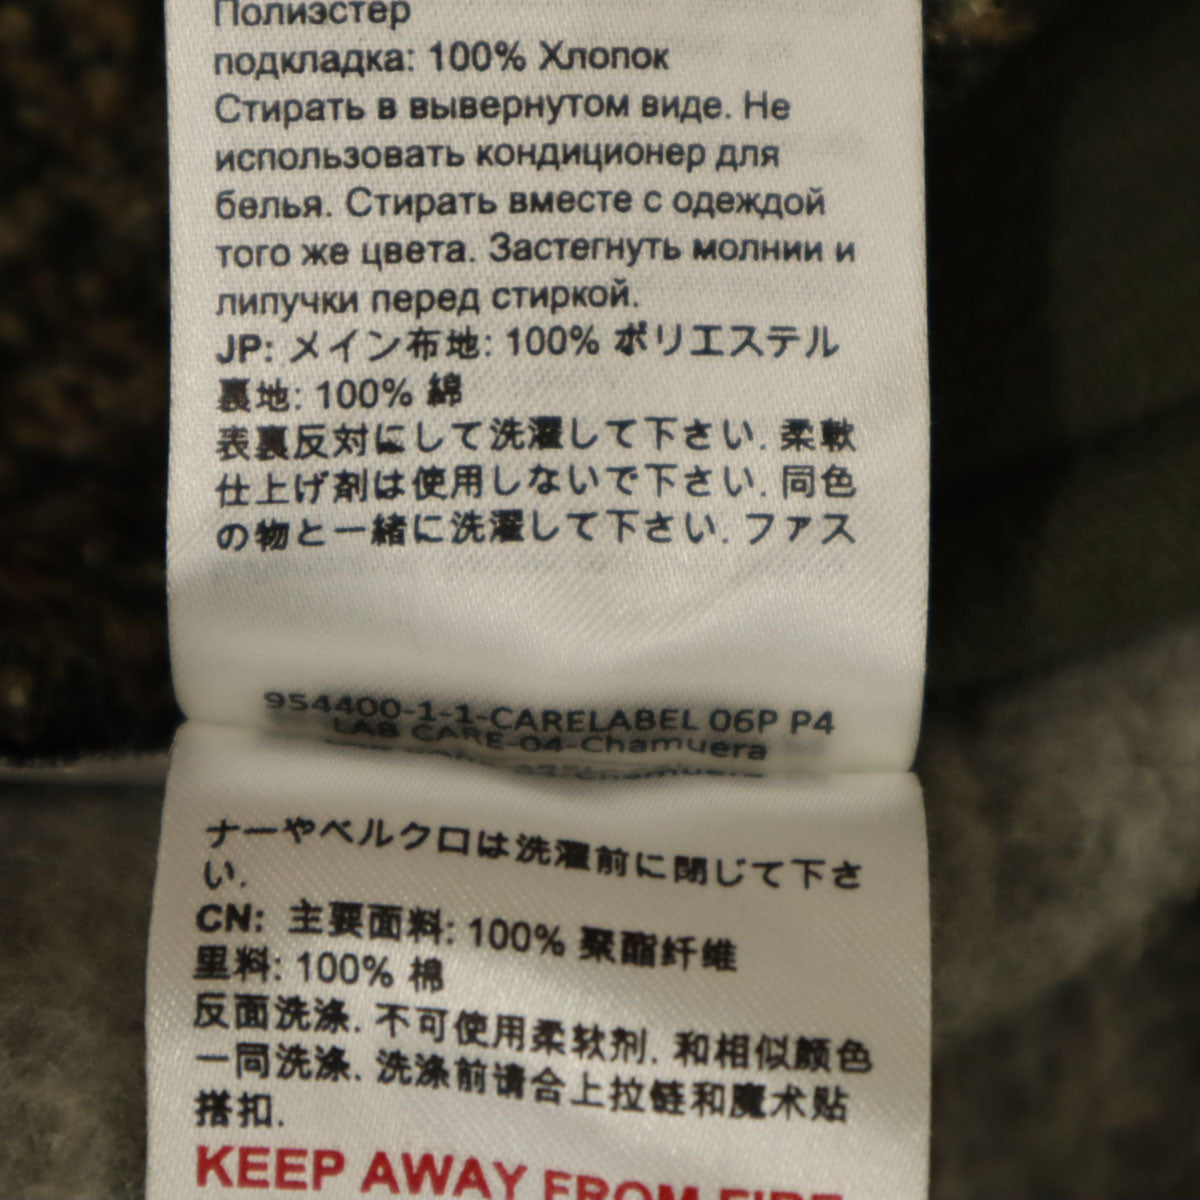 Полиэстер
подкладка: 100% Хлопок
Стирать в вывернутом виде. Не
использовать кондиционер для
белья. Стирать вместе с одеждой
того же цвета. Застегнуть молнии и
липучки перед стиркой.
JP: メイン布地: 100% ポリエステル
裏地: 100% 綿
表裏反対にして洗濯して下さい. 柔軟
仕上げ剤は使用しないで下さい. 同色
の物と一緒に洗濯して下さい. ファス
954400-1-1-CARELABEL 06P P4
LAB CARE-04-Chamuera
ナーやベルクロは洗濯前に閉じて下さ
い.
CN: 主要面料: 100% 聚酯纤维
里料: 100% 棉
反面洗涤. 不可使用柔软剂. 和相似颜色
一同洗涤. 洗涤前请合上拉链和魔术贴
搭扣.
KEEP AWAY FROM FIRE